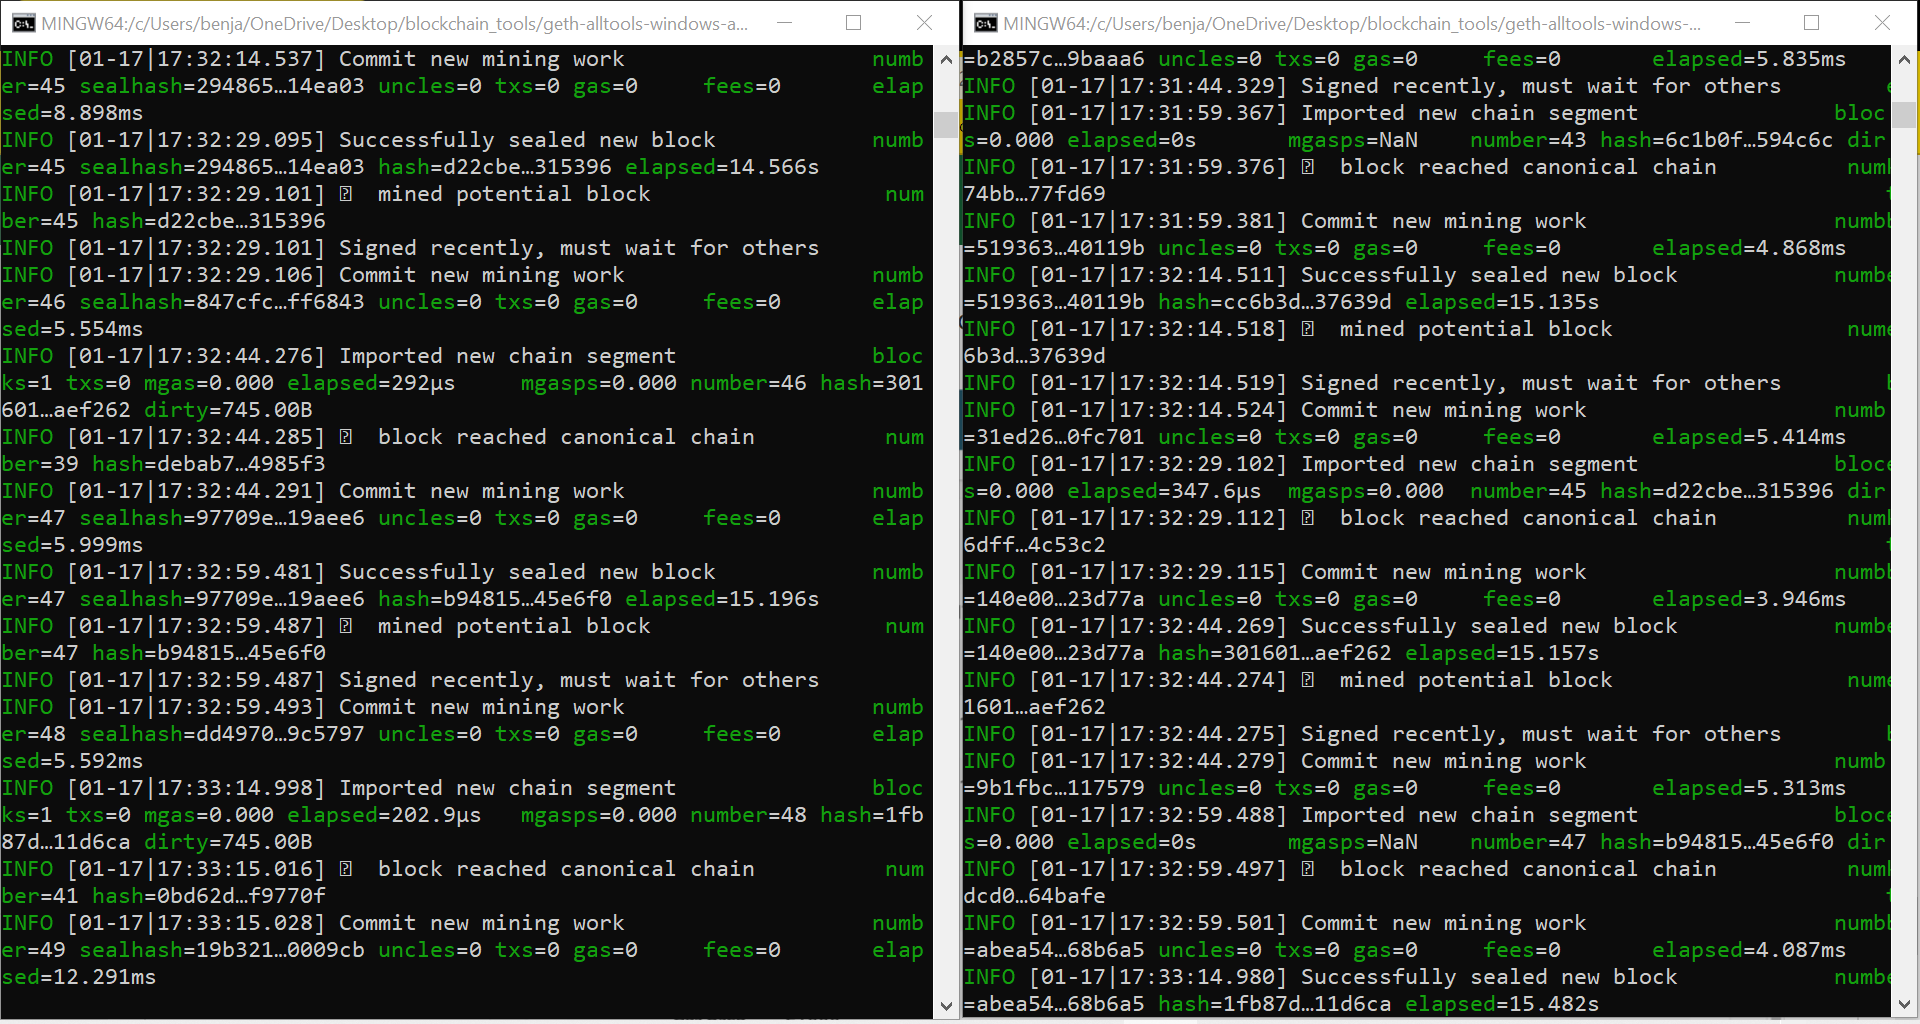 MINGW64:/c/Users/benja/OneDrive/Desktop/blockchain_tools/geth-alltools-windows-a...
INFO [01-17|17:32:14.537] Commit new mining work numb
er=45 sealhash=294865…14ea03 uncles=0 txs=0 gas=0 fees=0 elap
sed=8.898ms
INFO [01-17|17:32:29.095] Successfully sealed new block numb
er=45 sealhash=294865…14ea03 hash=d22cbe…315396 elapsed=14.566s
INFO [01-17|17:32:29.101] mined potential block num
ber=45 hash=d22cbe…315396
INFO [01-17|17:32:29.101] Signed recently, must wait for others
INFO [01-17|17:32:29.106] Commit new mining work numb
er=46 sealhash=847cfc…ff6843 uncles=0 txs=0 gas=0 fees=0 elap
sed=5.554ms
INFO [01-17|17:32:44.276] Imported new chain segment bloc
ks=1 txs=0 mgas=0.000 elapsed=292µs mgasps=0.000 number=46 hash=301
601…aef262 dirty=745.00B
INFO [01-17|17:32:44.285] block reached canonical chain num
ber=39 hash=debab7…4985f3
INFO [01-17|17:32:44.291] Commit new mining work numb
er=47 sealhash=97709e…19aee6 uncles=0 txs=0 gas=0 fees=0 elap
sed=5.999ms
INFO [01-17|17:32:59.481] Successfully sealed new block numb
er=47 sealhash=97709e…19aee6 hash=b94815…45e6f0 elapsed=15.196s
INFO [01-17|17:32:59.487] mined potential block num
ber=47 hash=b94815…45e6f0
INFO [01-17|17:32:59.487] Signed recently, must wait for others
INFO [01-17|17:32:59.493] Commit new mining work numb
er=48 sealhash=dd4970…9c5797 uncles=0 txs=0 gas=0 fees=0 elap
sed=5.592ms
INFO [01-17|17:33:14.998] Imported new chain segment bloc
ks=1 txs=0 mgas=0.000 elapsed=202.9µs mgasps=0.000 number=48 hash=1fb
87d…11d6ca dirty=745.00B
INFO [01-17|17:33:15.016] block reached canonical chain num
ber=41 hash=0bd62d…f9770f
INFO [01-17|17:33:15.028] Commit new mining work numb
er=49 sealhash=19b321…0009cb uncles=0 txs=0 gas=0 fees=0 elap
sed=12.291ms
MINGW64:/c/Users/benja/OneDrive/Desktop/blockchain_tools/geth-alltools-windows-...
=b2857c…9baaa6 uncles=0 txs=0 gas=0 fees=0 elapsed=5.835ms
INFO [01-17|17:31:44.329] Signed recently, must wait for others
INFO [01-17|17:31:59.367] Imported new chain segment bloc
s=0.000 elapsed=0s mgasps=NaN number=43 hash=6c1b0f…594c6c dir
INFO [01-17|17:31:59.376] block reached canonical chain num
74bb…77fd69
INFO [01-17|17:31:59.381] Commit new mining work numb
=519363…40119b uncles=0 txs=0 gas=0 fees=0 elapsed=4.868ms
INFO [01-17|17:32:14.511] Successfully sealed new block numb
=519363…40119b hash=cc6b3d…37639d elapsed=15.135s
INFO [01-17|17:32:14.518] mined potential block num
6b3d…37639d
INFO [01-17|17:32:14.519] Signed recently, must wait for others
INFO [01-17|17:32:14.524] Commit new mining work numb
=31ed26…0fc701 uncles=0 txs=0 gas=0 fees=0 elapsed=5.414ms
INFO [01-17|17:32:29.102] Imported new chain segment bloc
s=0.000 elapsed=347.6µs mgasps=0.000 number=45 hash=d22cbe…315396 dir
INFO [01-17|17:32:29.112] block reached canonical chain num
6dff…4c53c2
INFO [01-17|17:32:29.115] Commit new mining work numb
=140e00…23d77a uncles=0 txs=0 gas=0 fees=0 elapsed=3.946ms
INFO [01-17|17:32:44.269] Successfully sealed new block numb
=140e00…23d77a hash=301601…aef262 elapsed=15.157s
INFO [01-17|17:32:44.274] mined potential block num
1601…aef262
INFO [01-17|17:32:44.275] Signed recently, must wait for others
INFO [01-17|17:32:44.279] Commit new mining work numb
=9b1fbc…117579 uncles=0 txs=0 gas=0 fees=0 elapsed=5.313ms
INFO [01-17|17:32:59.488] Imported new chain segment bloc
s=0.000 elapsed=0s mgasps=NaN number=47 hash=b94815…45e6f0 dir
INFO [01-17|17:32:59.497] block reached canonical chain num
dcd0…64bafe
INFO [01-17|17:32:59.501] Commit new mining work numb
=abea54…68b6a5 uncles=0 txs=0 gas=0 fees=0 elapsed=4.087ms
INFO [01-17|17:33:14.980] Successfully sealed new block numb
=abea54…68b6a5 hash=1fb87d…11d6ca elapsed=15.482s